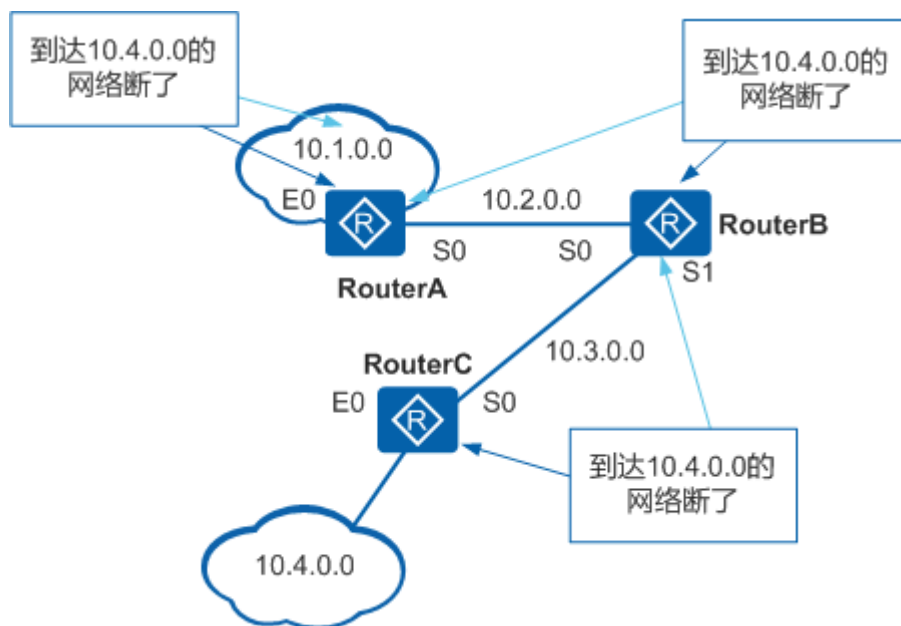 到达10.4.0.0的
网络断了
到达10.4.0.0的
网络断了
10.1.0.0
E0
R
10.2.0.0
R
RouterB
S0
S0
S1
RouterA
10.3.0.0
RouterC
E0
R
S0
到达10.4.0.0的
网络断了
10.4.0.0